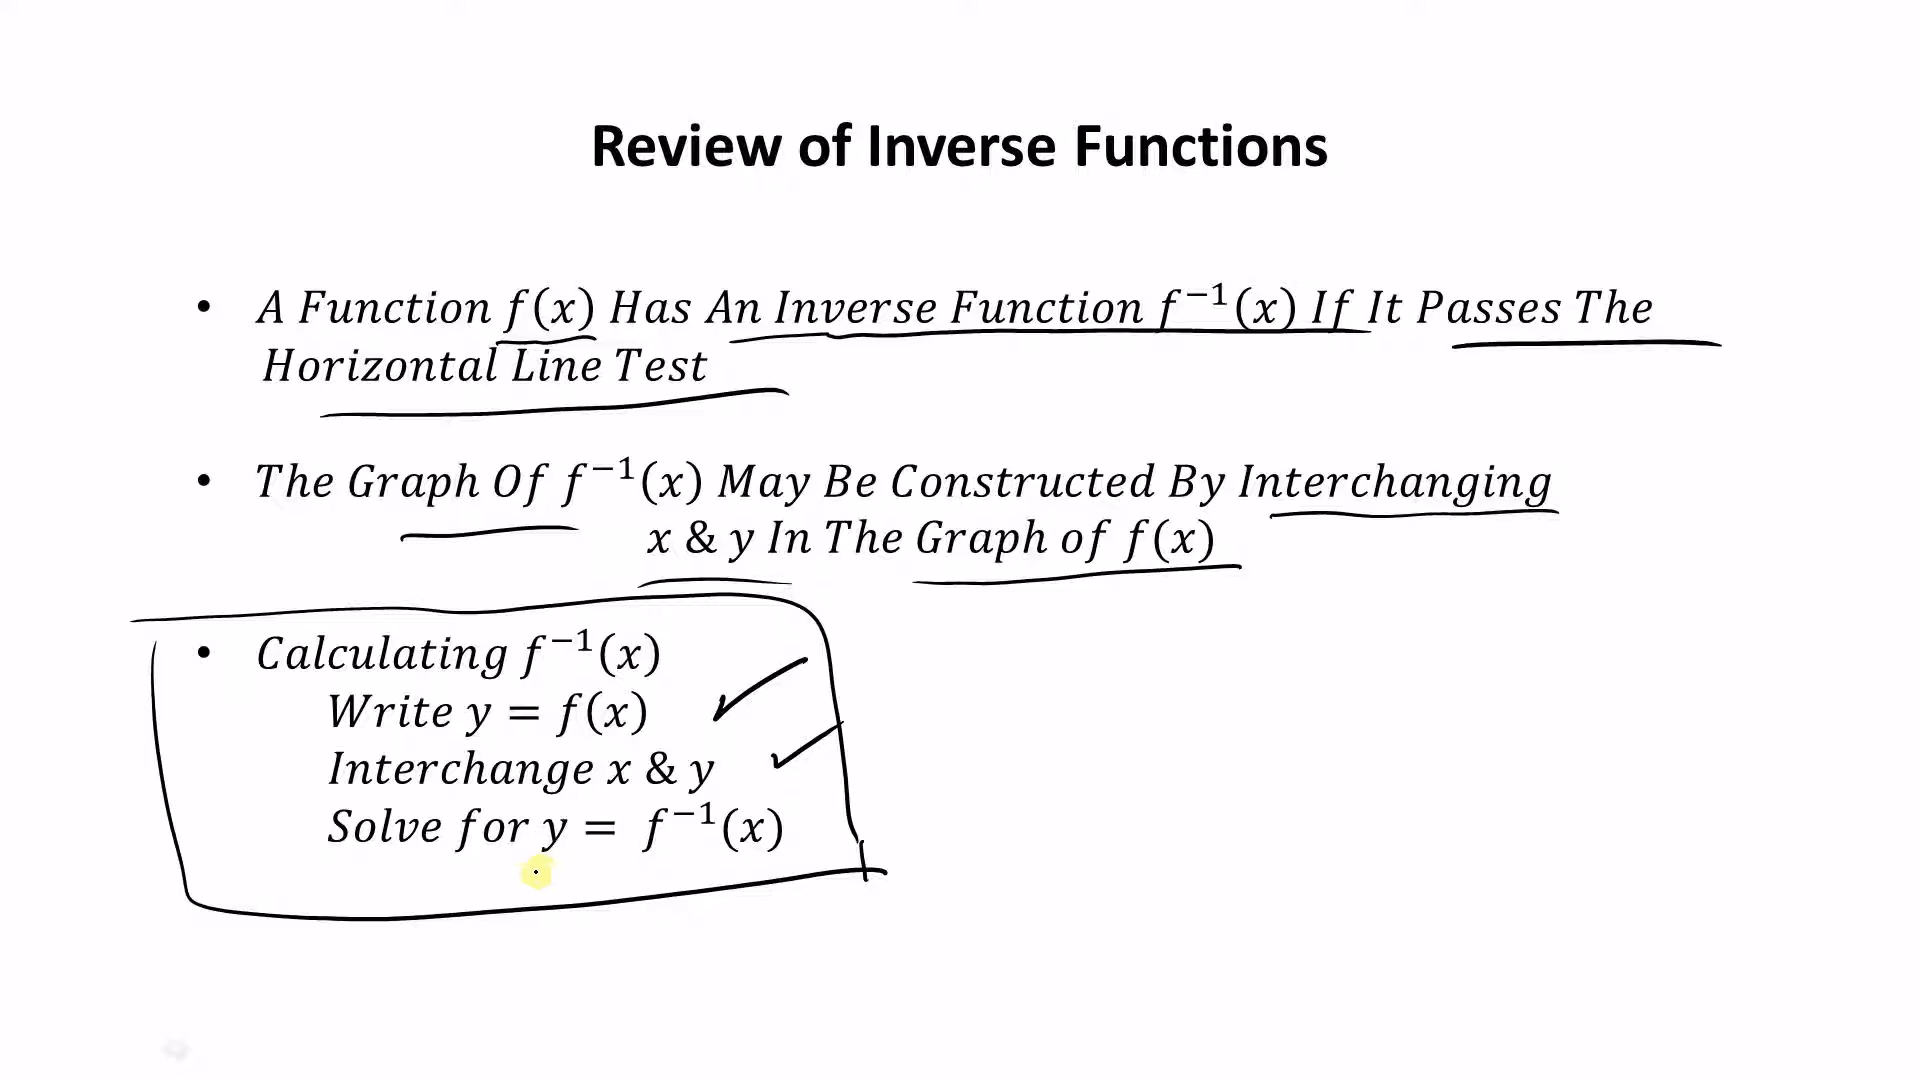 Review of Inverse Functions
• A Function f(x) Has An Inverse Function f⁻¹(x) If It Passes The
Horizontal Line Test
• The Graph Of f⁻¹(x) May Be Constructed By Interchanging
x & y In The Graph of f(x)
• Calculating f⁻¹(x)
Write y = f(x)
Interchange x & y
Solve for y = f⁻¹(x)